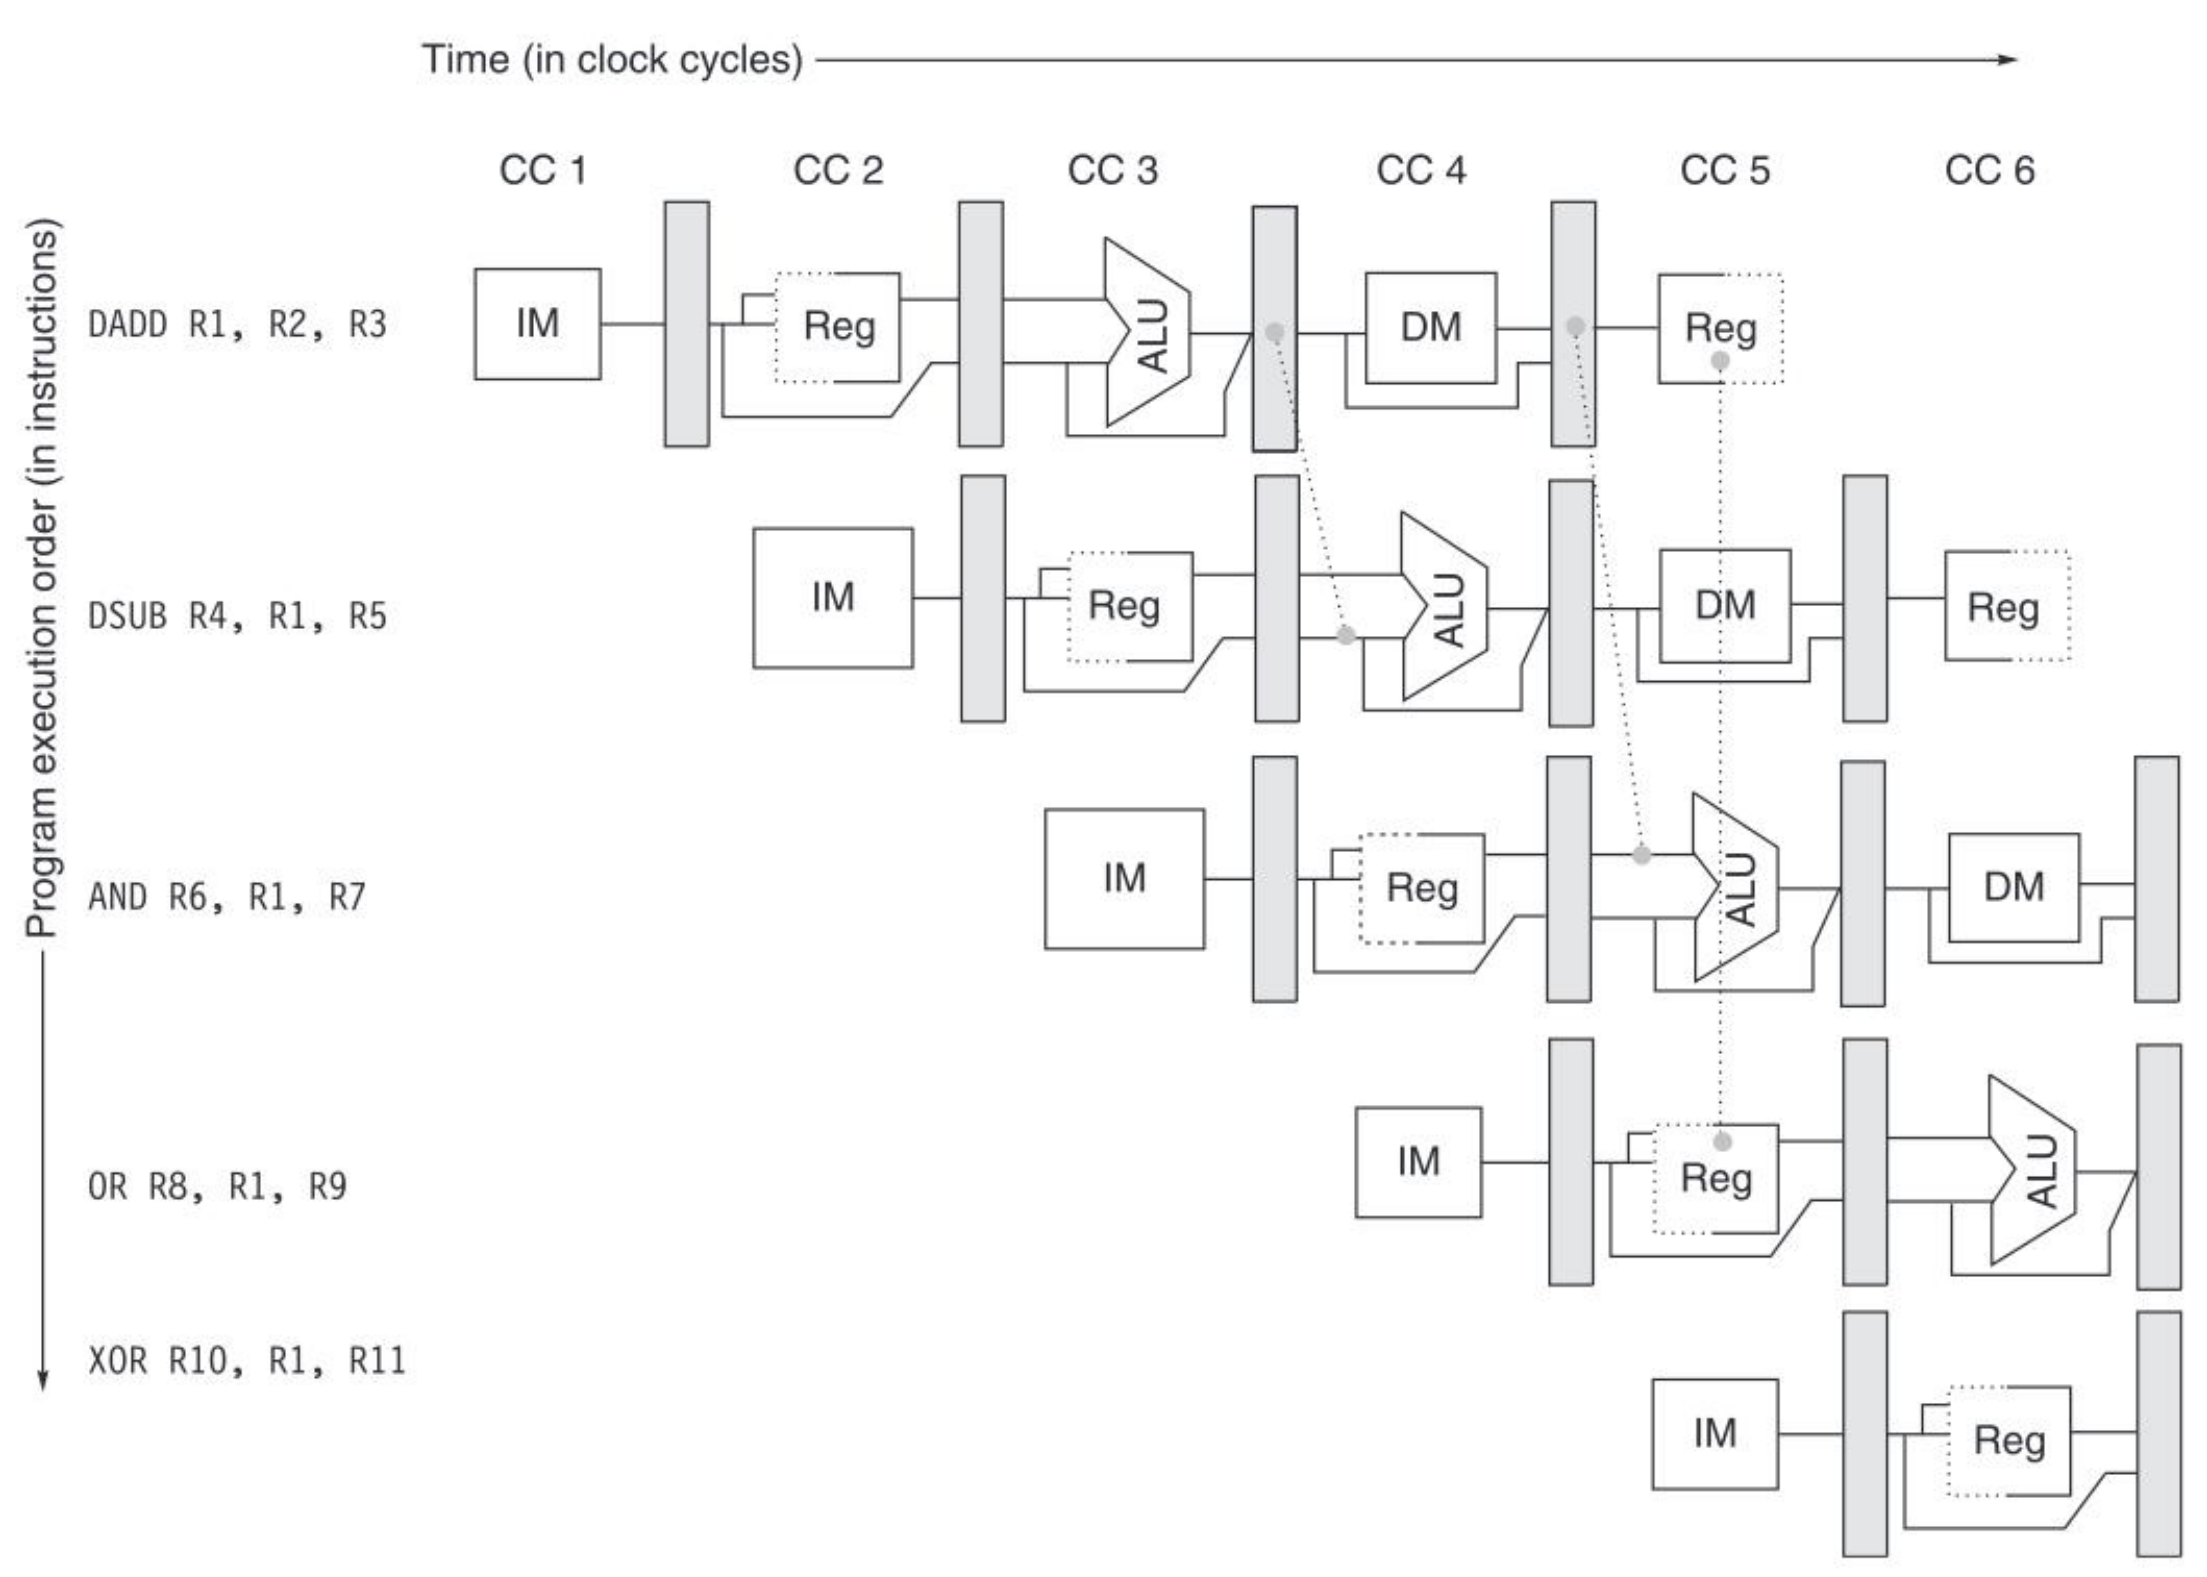 Time (in clock cycles)
CC 1 CC 2 CC 3 CC 4 CC 5 CC 6
Program execution order (in instructions)
DADD R1, R2, R3 IM Reg ALU DM Reg
DSUB R4, R1, R5 IM Reg ALU DM Reg
AND R6, R1, R7 IM Reg ALU DM
OR R8, R1, R9 IM Reg ALU
XOR R10, R1, R11 IM Reg